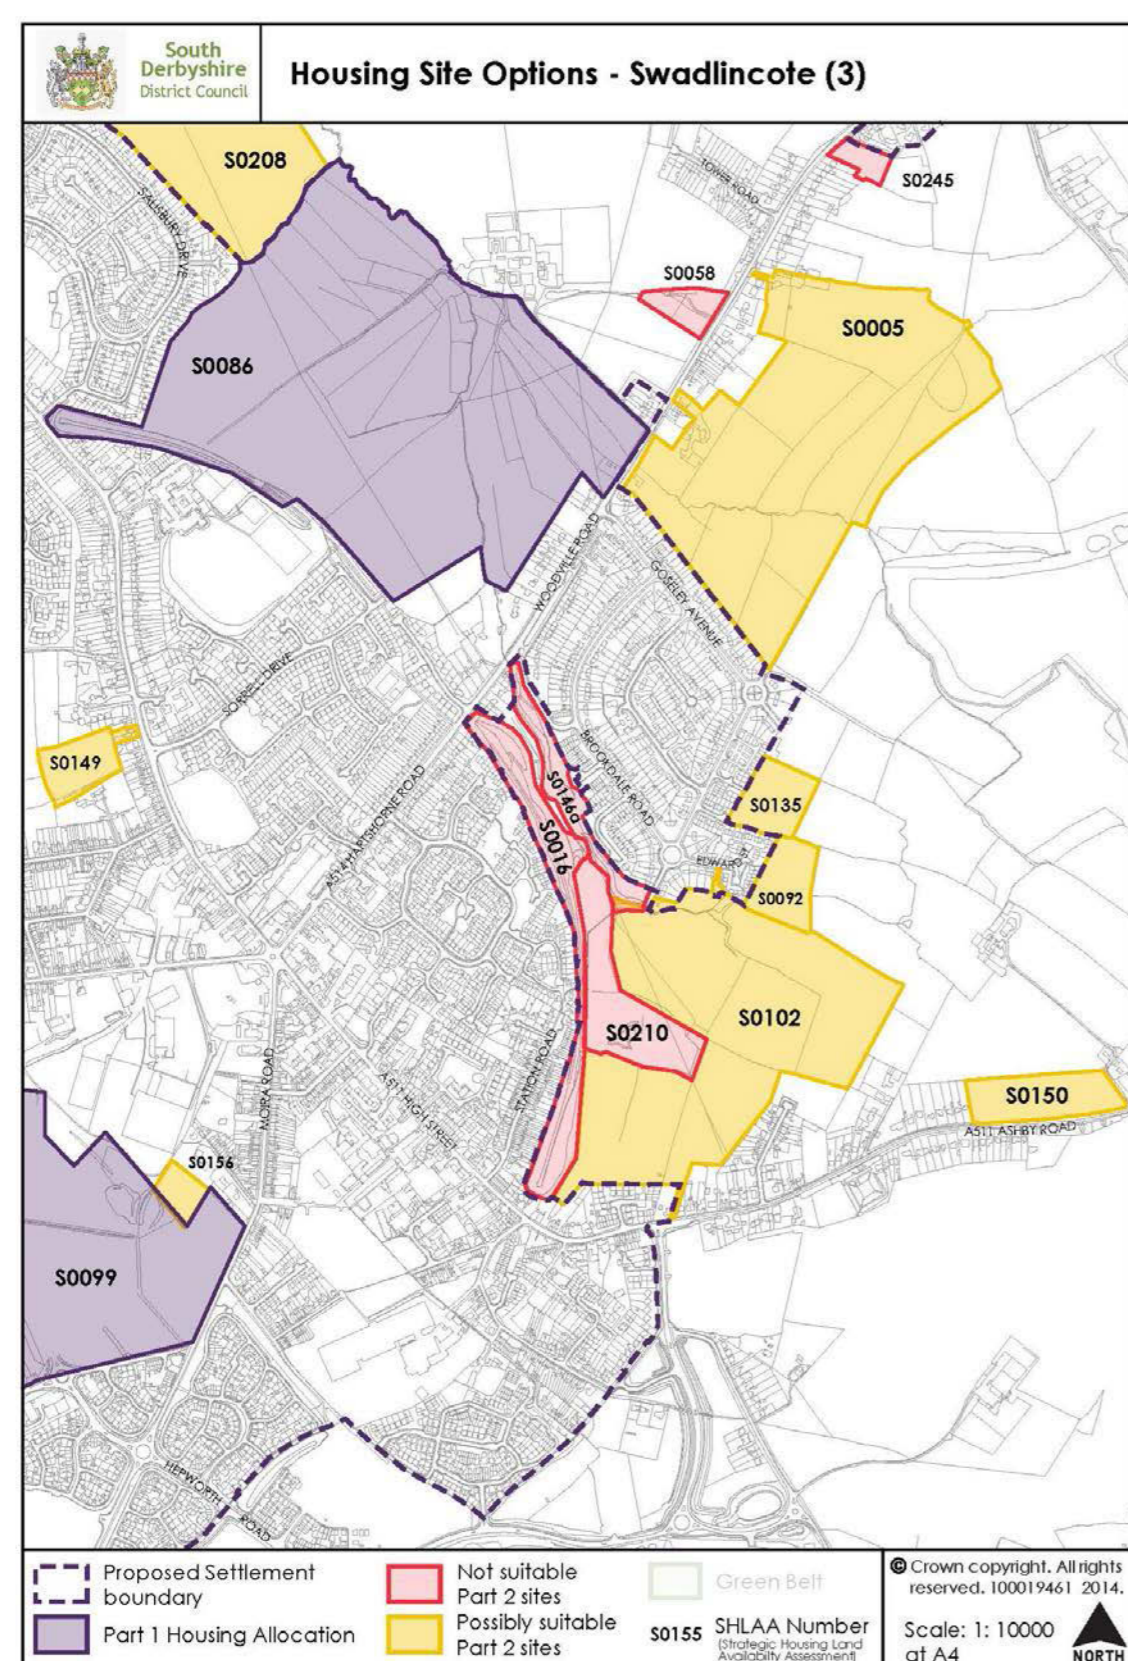 South
Derbyshire
District Council
Housing Site Options - Swadlincote (3)
S0208
S0245
TOWER ROAD
SALISBURY DRIVE
S0058
S0005
S0086
WOODVILLE ROAD
GOSELEY AVENUE
SORRELL DRIVE
S0149
BROOKDALE ROAD
S0146a
S0135
A514 HARTSHORNE ROAD
S0016
EDWARD ST
S0092
S0102
S0210
STATION ROAD
MOIRA ROAD
A511 HIGH STREET
S0150
A511 ASHBY ROAD
S0156
S0099
HEPWORTH ROAD
Proposed Settlement
boundary
Part 1 Housing Allocation
Not suitable
Part 2 sites
Possibly suitable
Part 2 sites
Green Belt
S0155 SHLAA Number
(Strategic Housing Land
Availabilty Assessment)
© Crown copyright. All rights
reserved. 100019461 2014.
Scale: 1: 10000
at A4
NORTH